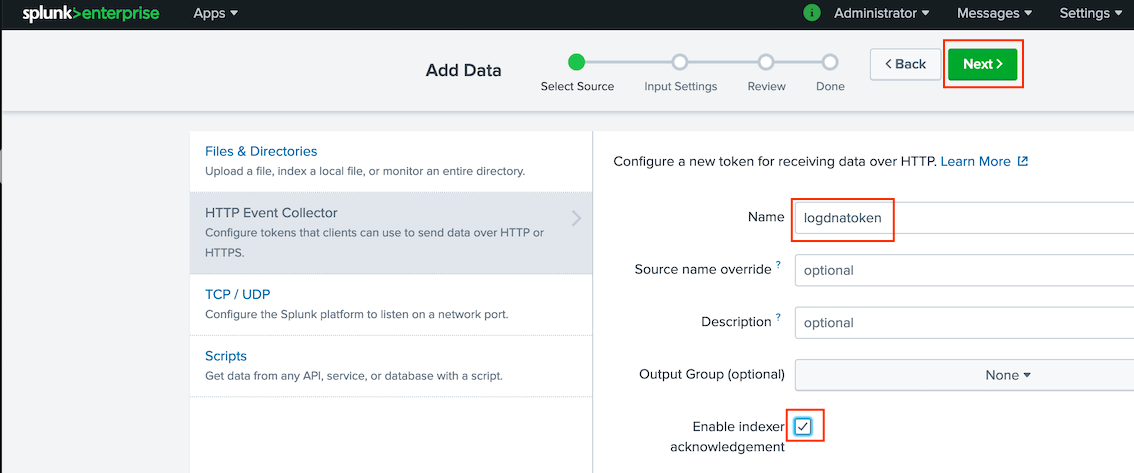 splunk>enterprise Apps i Administrator Messages Settings
Add Data
Select Source Input Settings Review Done
< Back Next >
Files & Directories
Upload a file, index a local file, or monitor an entire directory.
HTTP Event Collector
Configure tokens that clients can use to send data over HTTP or
HTTPS.
TCP / UDP
Configure the Splunk platform to listen on a network port.
Scripts
Get data from any API, service, or database with a script.
Configure a new token for receiving data over HTTP. Learn More
Name logdnatoken
Source name override ? optional
Description ? optional
Output Group (optional) None
Enable indexer
acknowledgement